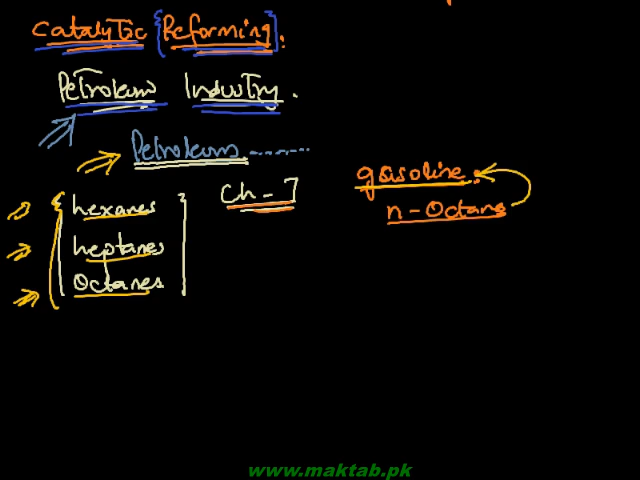 Catalytic {Reforming}.
Petroleum Industry.
Petroleum
Ch-7
gasoline
n-Octane
hexanes
heptanes
Octanes
www.maktab.pk